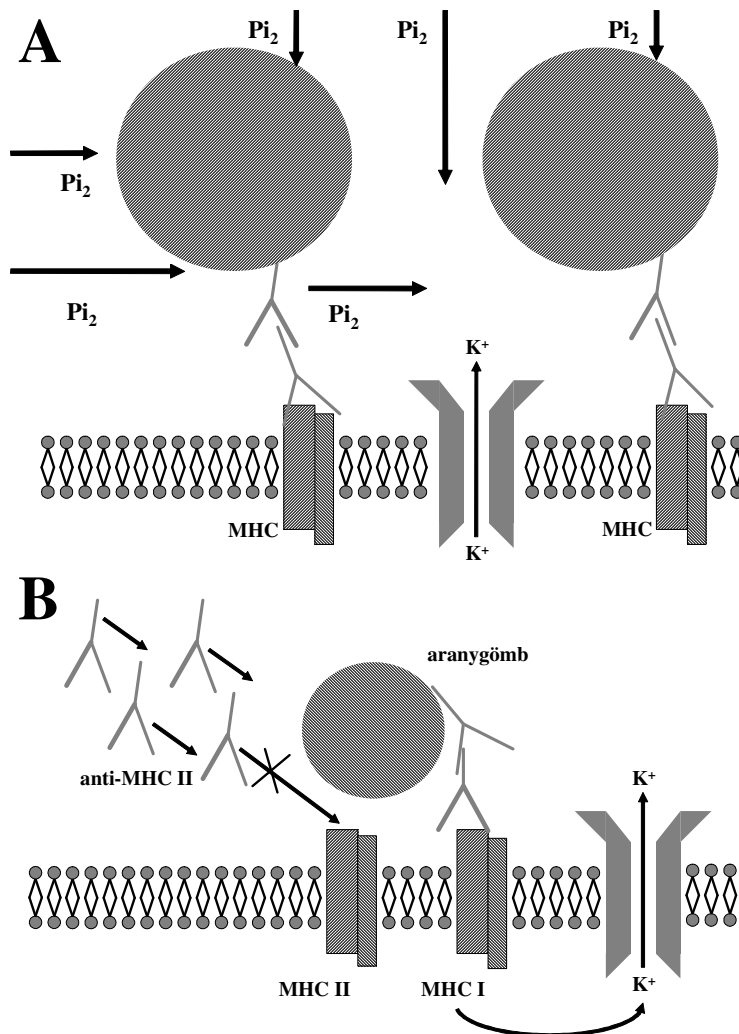 A
Pi₂
Pi₂
Pi₂
Pi₂
Pi₂
Pi₂
K⁺
MHC
K⁺
MHC
B
aranygömb
anti-MHC II
K⁺
MHC II
MHC I
K⁺